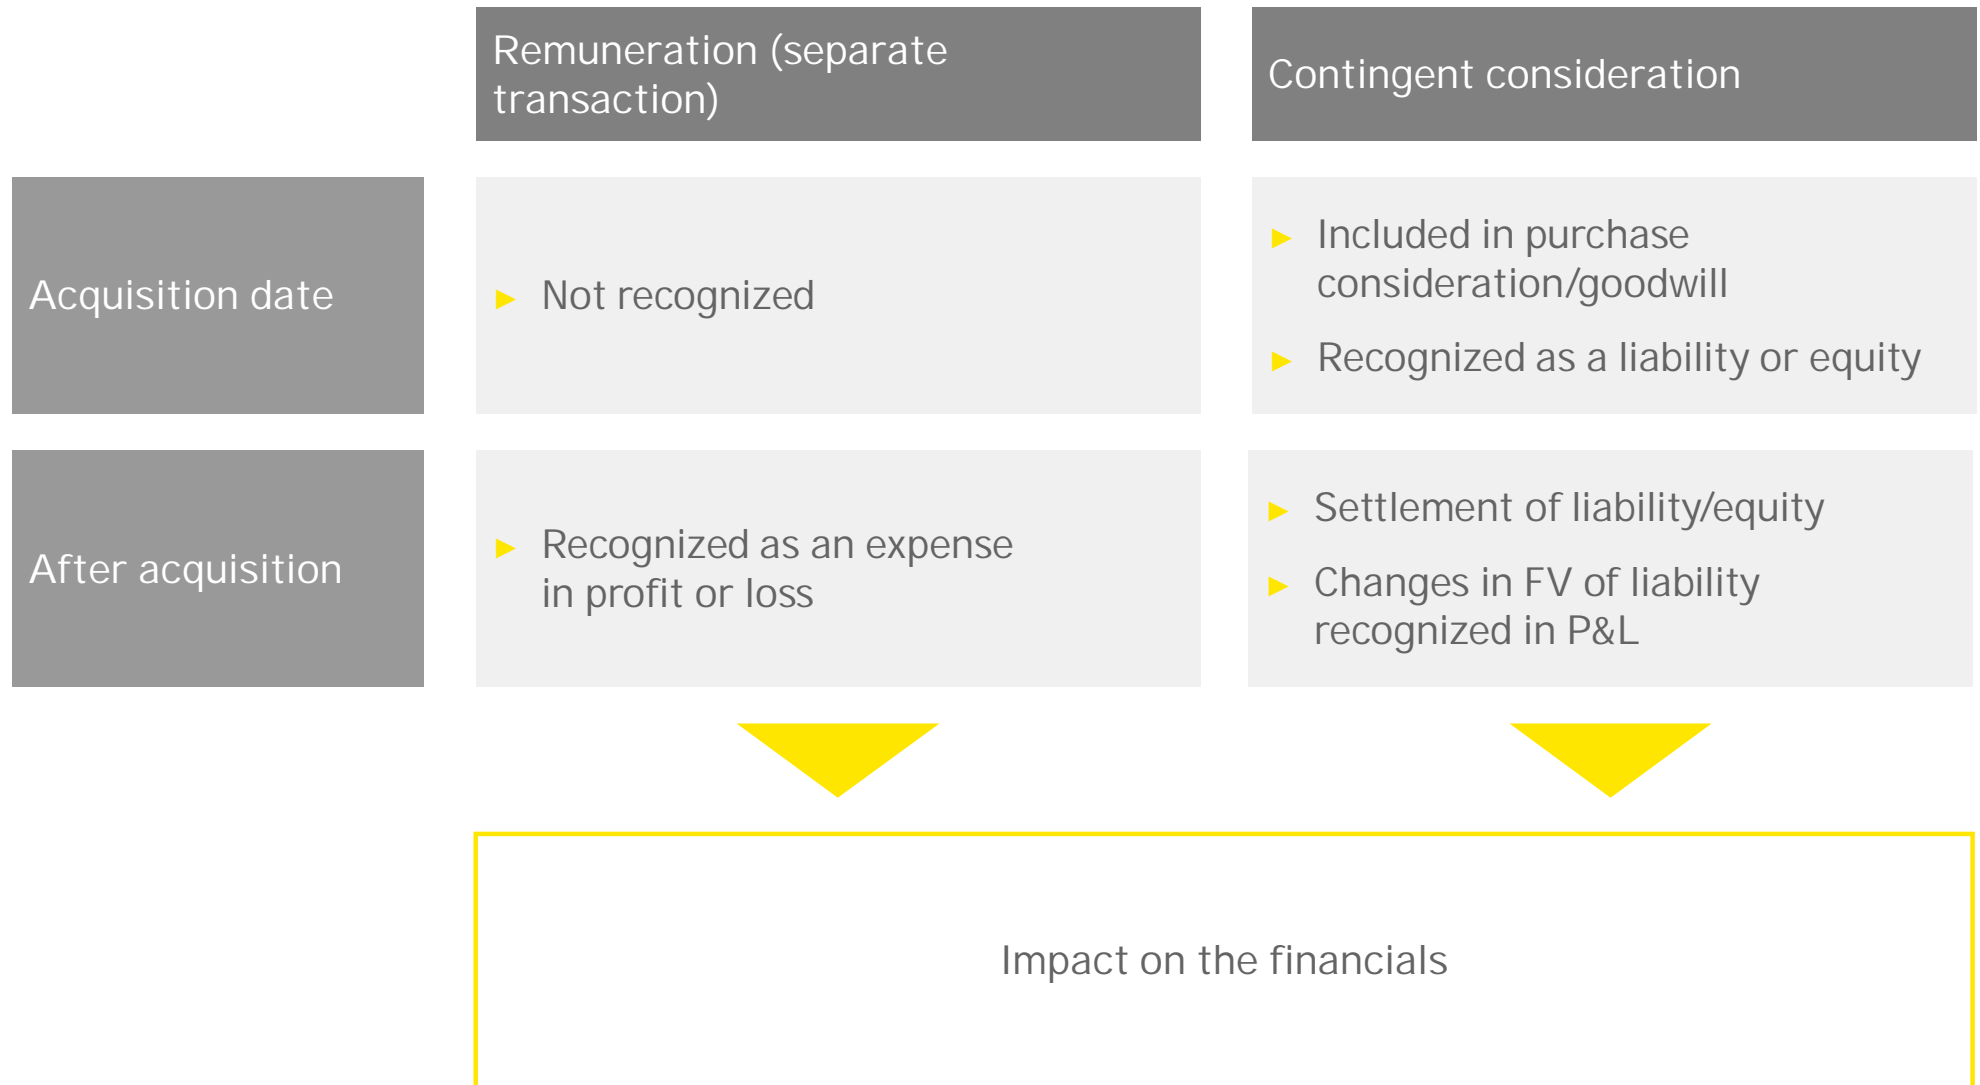 Remuneration (separate
transaction)
Contingent consideration
Acquisition date
► Not recognized
► Included in purchase
consideration/goodwill
► Recognized as a liability or equity
After acquisition
► Recognized as an expense
in profit or loss
► Settlement of liability/equity
► Changes in FV of liability
recognized in P&L
Impact on the financials